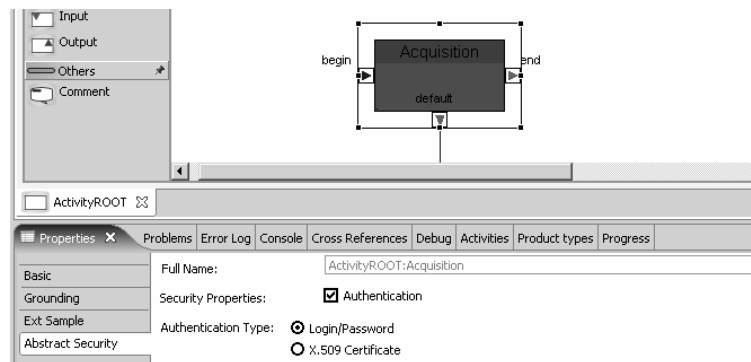 Input
Output
Others
Comment
begin
Acquisition
end
default
ActivityROOT
Properties Problems Error Log Console Cross References Debug Activities Product types Progress
Basic
Grounding
Ext Sample
Abstract Security
Full Name: ActivityROOT:Acquisition
Security Properties: Authentication
Authentication Type: Login/Password
X.509 Certificate